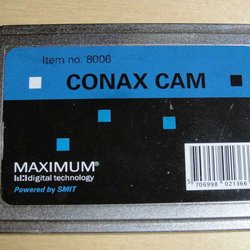 Item no. 8006
CONAX CAM
MAXIMUM®
digital technology
Powered by SMIT
5 706998 021366